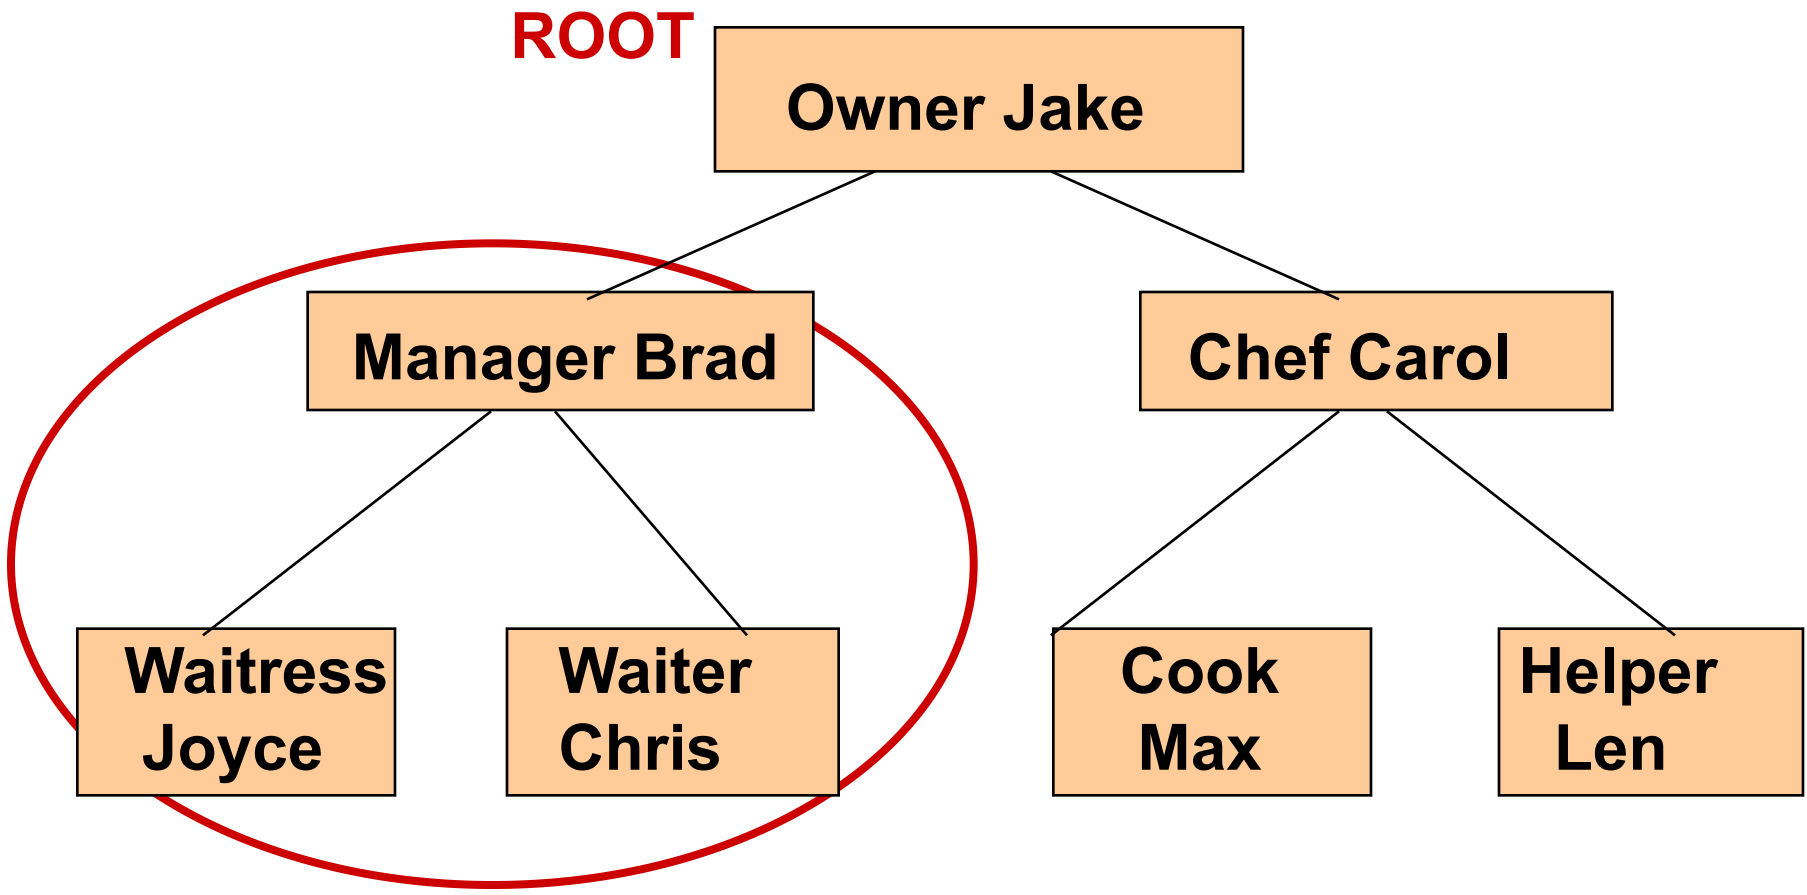 ROOT
Owner Jake
Manager Brad
Chef Carol
Waitress
Joyce
Waiter
Chris
Cook
Max
Helper
Len